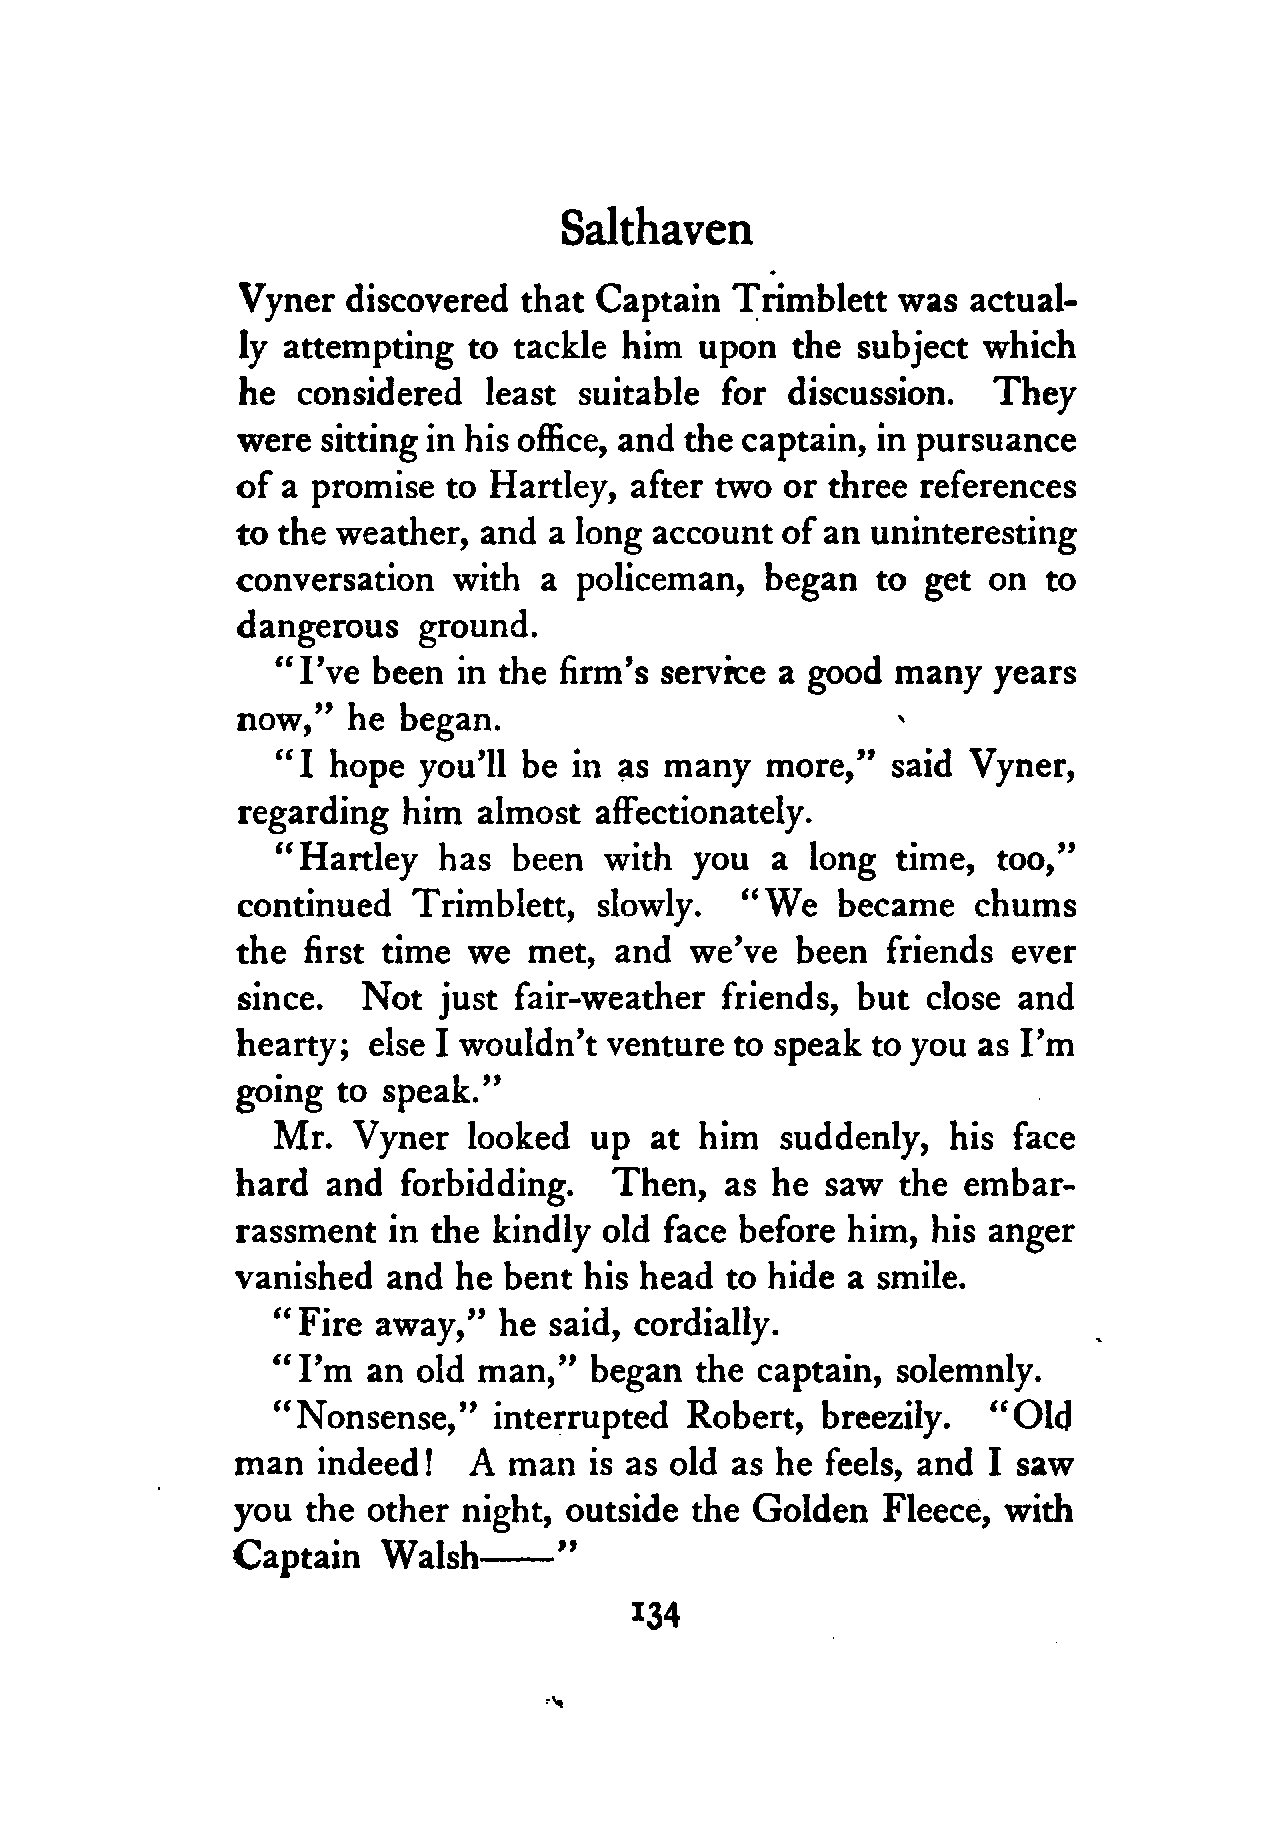 Salthaven
Vyner discovered that Captain Trimblett was actual-
ly attempting to tackle him upon the subject which
he considered least suitable for discussion. They
were sitting in his office, and the captain, in pursuance
of a promise to Hartley, after two or three references
to the weather, and a long account of an uninteresting
conversation with a policeman, began to get on to
dangerous ground.
“I’ve been in the firm’s service a good many years
now,” he began.
“I hope you’ll be in as many more,” said Vyner,
regarding him almost affectionately.
“Hartley has been with you a long time, too,”
continued Trimblett, slowly. “We became chums
the first time we met, and we’ve been friends ever
since. Not just fair-weather friends, but close and
hearty; else I wouldn’t venture to speak to you as I’m
going to speak.”
Mr. Vyner looked up at him suddenly, his face
hard and forbidding. Then, as he saw the embar-
rassment in the kindly old face before him, his anger
vanished and he bent his head to hide a smile.
“Fire away,” he said, cordially.
“I’m an old man,” began the captain, solemnly.
“Nonsense,” interrupted Robert, breezily. “Old
man indeed! A man is as old as he feels, and I saw
you the other night, outside the Golden Fleece, with
Captain Walsh——”
134